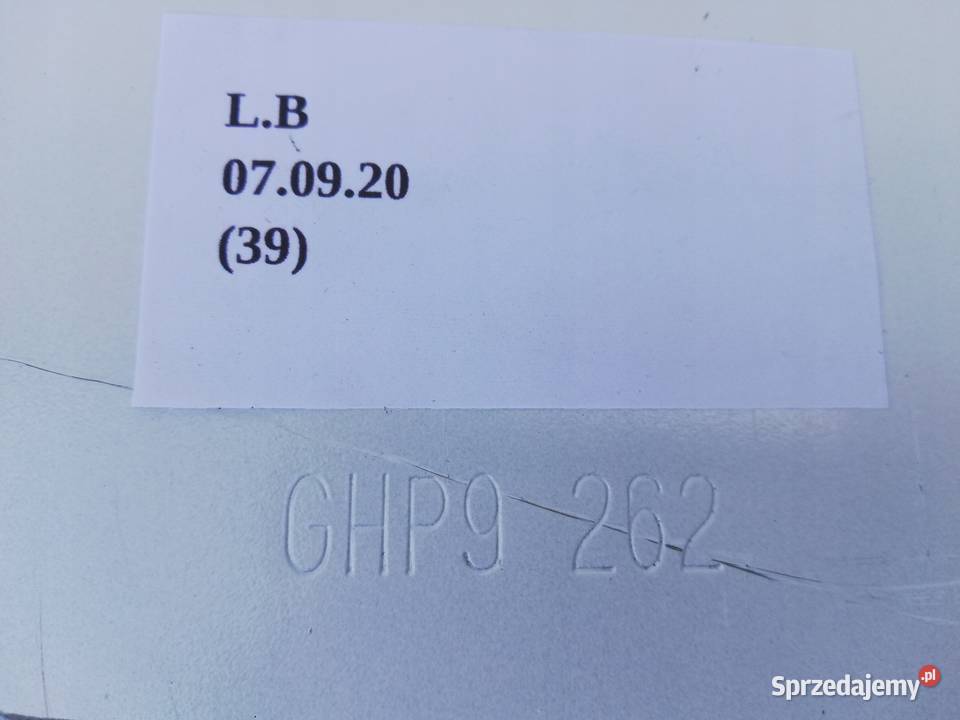 L.B
07.09.20
(39)
GHP9 262
Sprzedajemy.pl